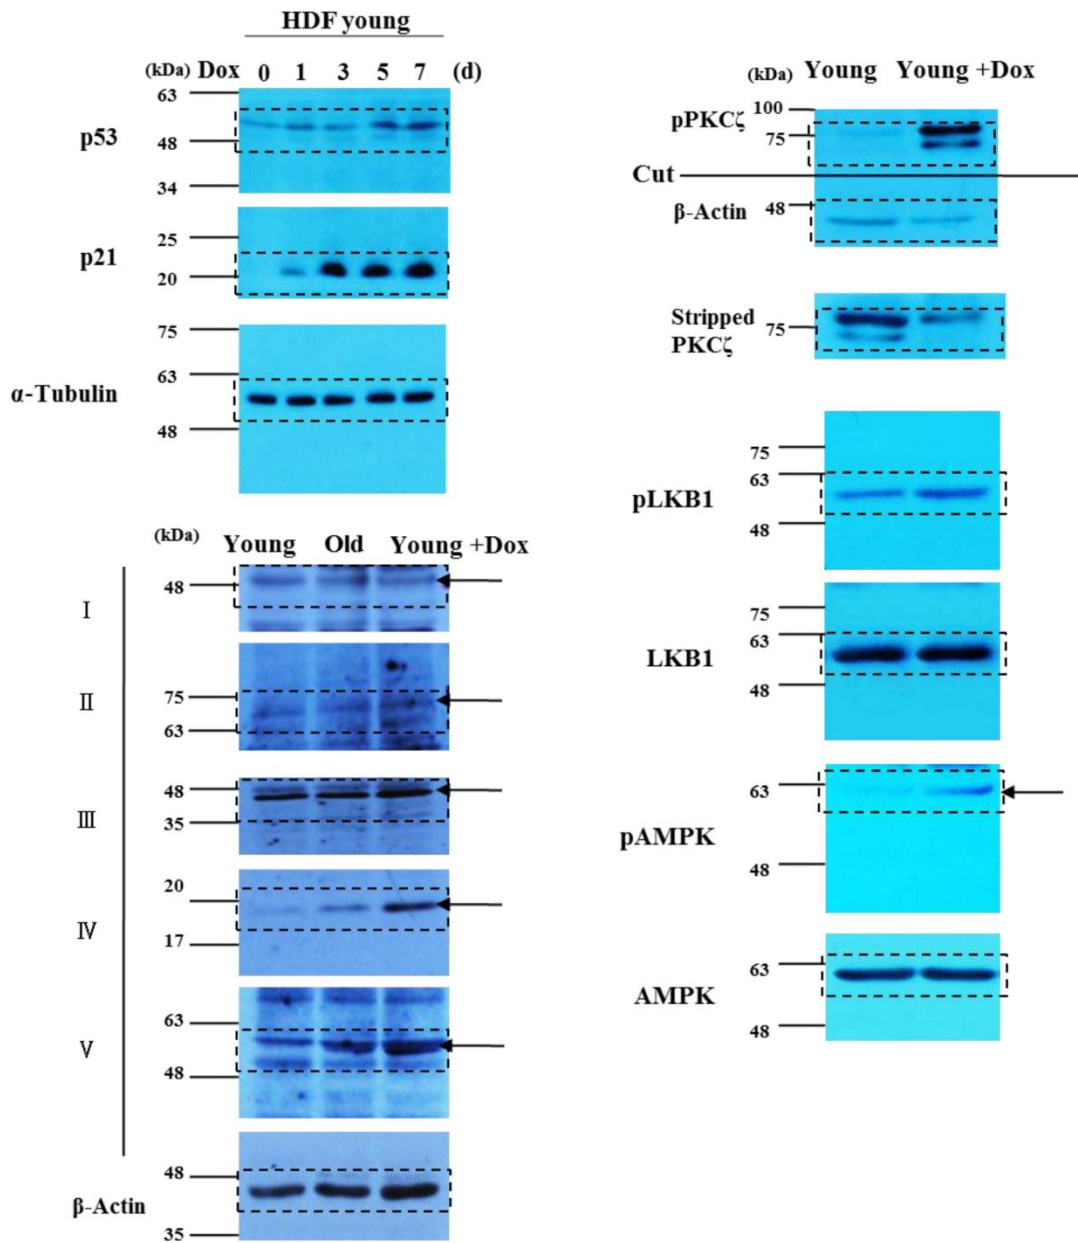 HDF young
(kDa) Dox 0 1 3 5 7 (d)
63
p53
48
34
25
p21
20
75
63
α-Tubulin
48
(kDa)
Young Old Young +Dox
48
I
75
II
63
48
III
35
20
IV
17
63
V
48
48
β-Actin
35
(kDa) Young Young +Dox
100
pPKCζ
75
Cut
48
β-Actin
Stripped
PKCζ
75
75
63
pLKB1
48
75
63
LKB1
48
63
pAMPK
48
63
AMPK
48